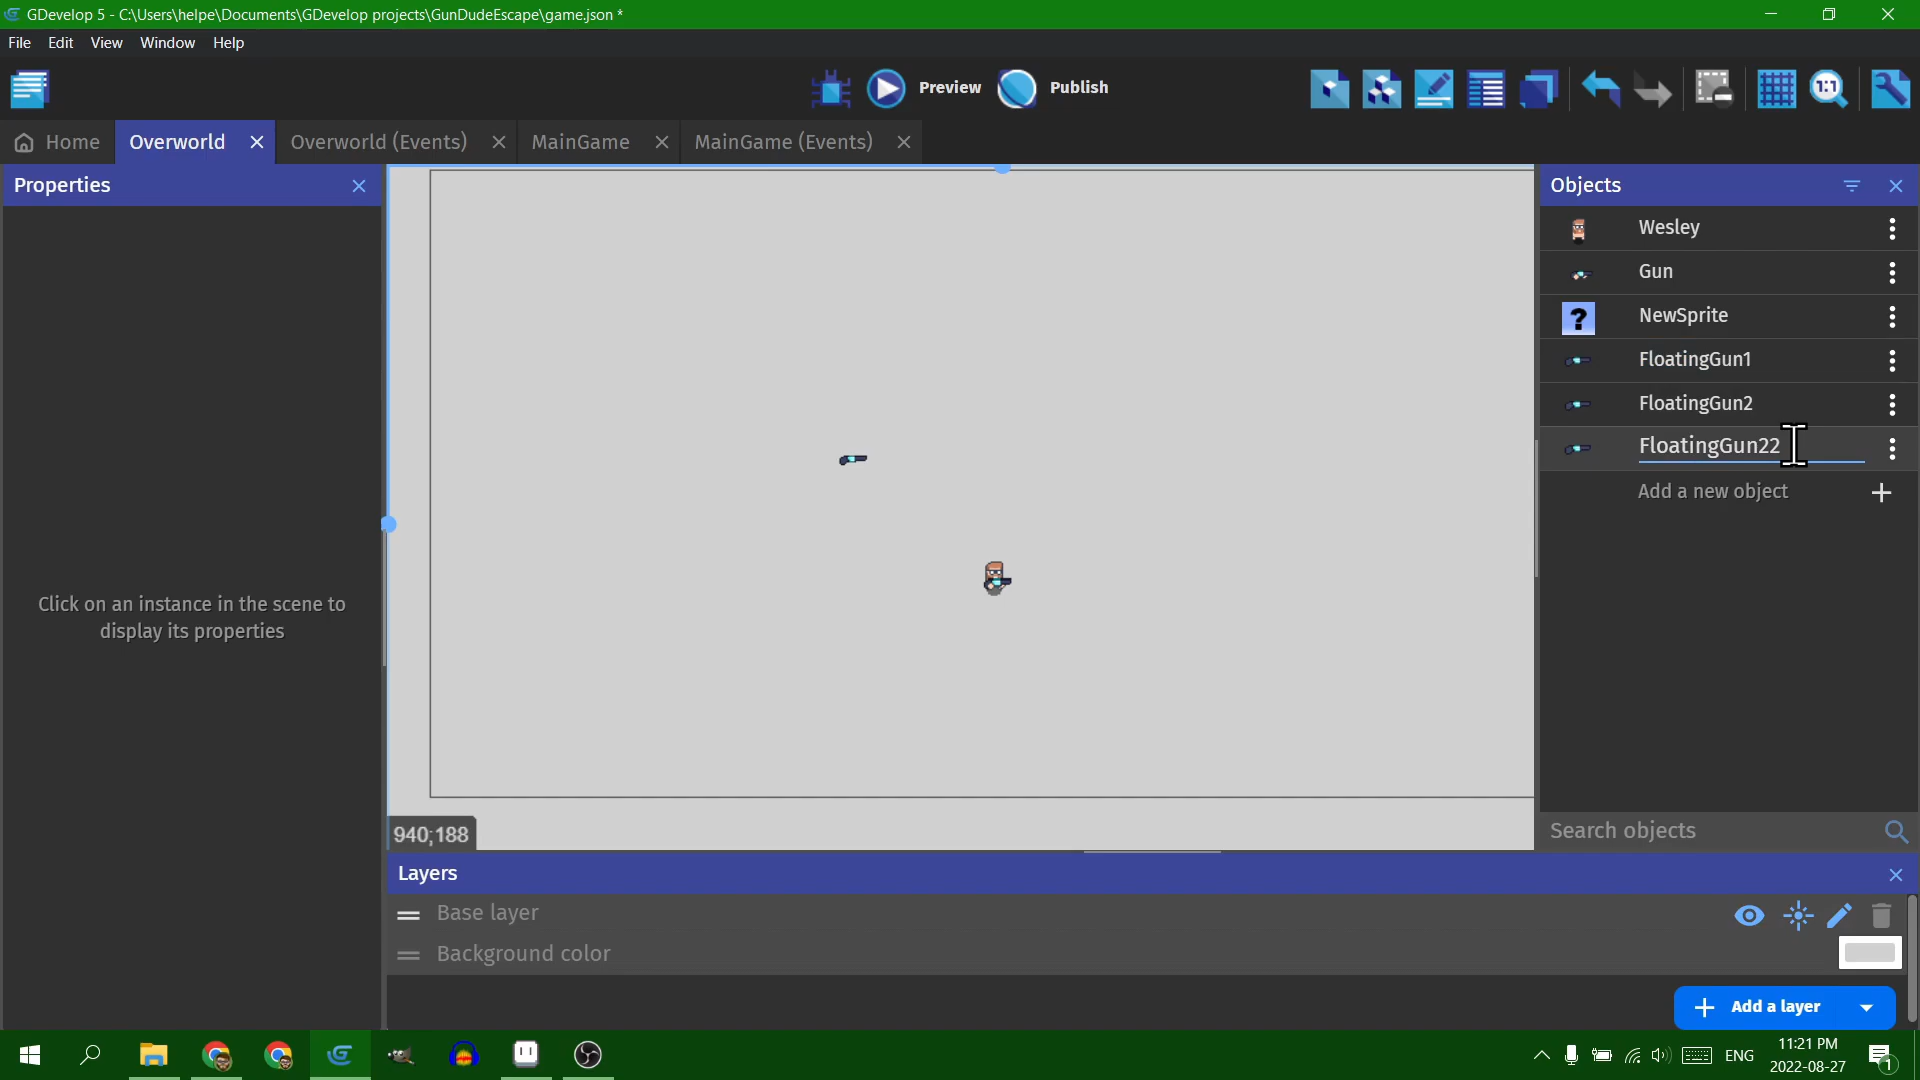 GDevelop 5 - C:\Users\helpe\Documents\GDevelop projects\GunDudeEscape\game.json *
File Edit View Window Help
Preview Publish
1:1
Home Overworld Overworld (Events) MainGame MainGame (Events)
Properties
Objects
Wesley
Gun
?
NewSprite
FloatingGun1
FloatingGun2
FloatingGun22
Add a new object
Click on an instance in the scene to
display its properties
940;188
Search objects
Layers
Base layer
Background color
Add a layer
ENG
11:21 PM
2022-08-27
1